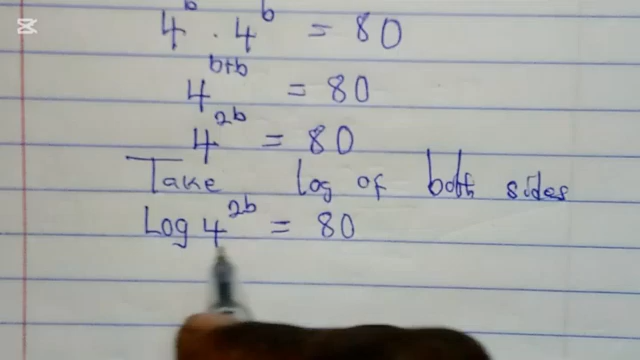 4^b · 4^b = 80
4^{b+b} = 80
4^{2b} = 80
Take log of both sides
Log 4^{2b} = 80